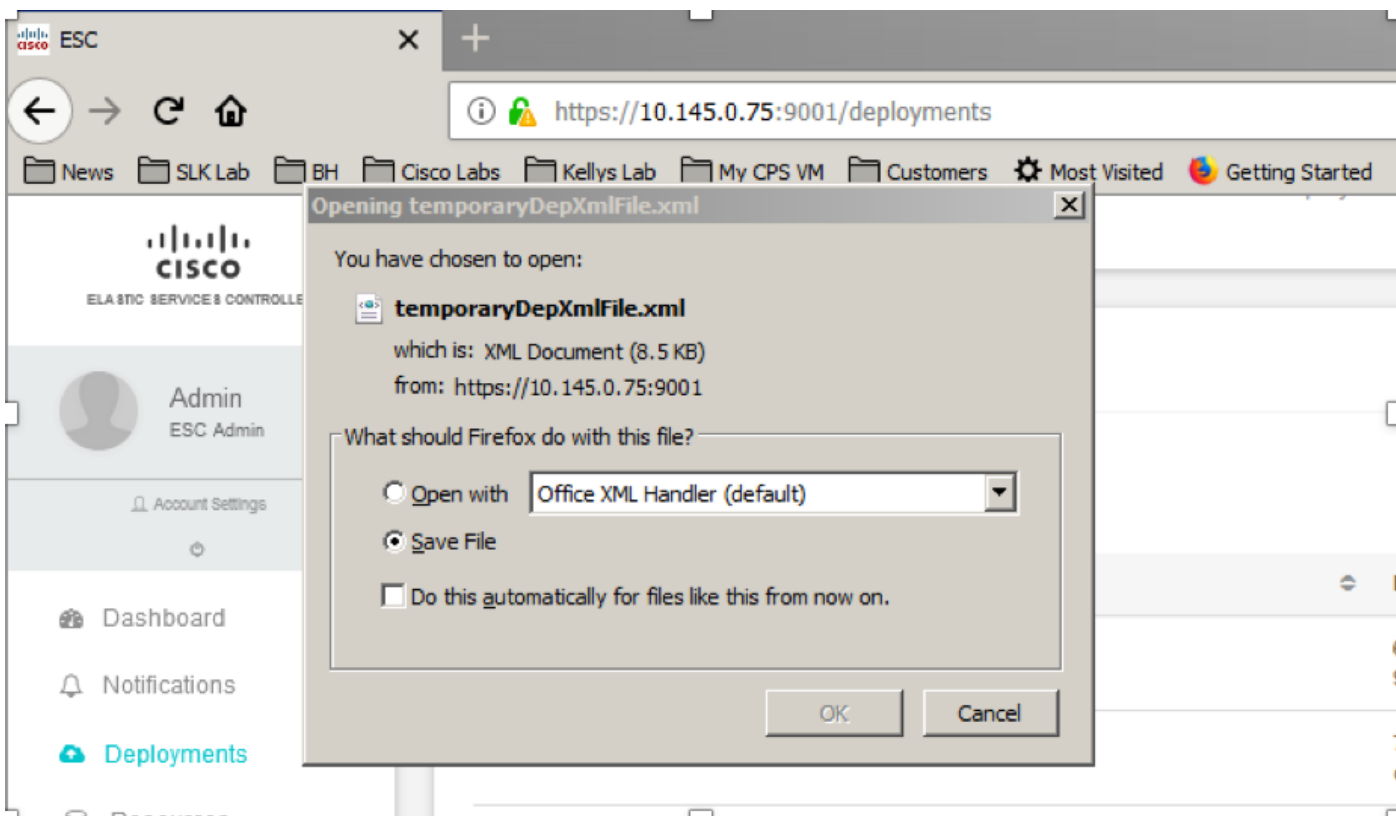 ESC
https://10.145.0.75:9001/deployments
News SLK Lab BH Cisco Labs Kellys Lab My CPS VM Customers Most Visited Getting Started
CISCO
ELASTIC SERVICES CONTROLLE
Opening temporaryDepXmlFile.xml
You have chosen to open:
temporaryDepXmlFile.xml
which is: XML Document (8.5 KB)
from: https://10.145.0.75:9001
What should Firefox do with this file?
Open with Office XML Handler (default)
Save File
Do this automatically for files like this from now on.
OK Cancel
Admin
ESC Admin
Account Settings
Dashboard
Notifications
Deployments